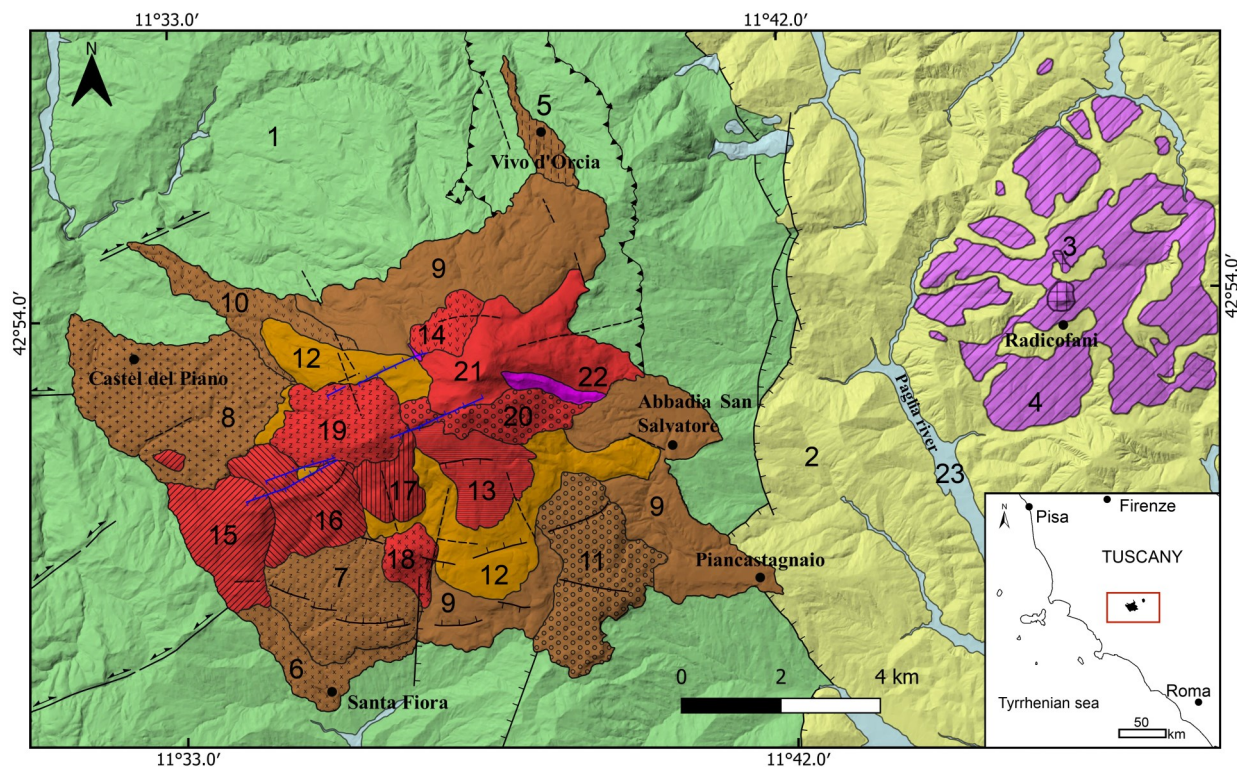 11°33.0'
11°42.0'
N
1
5
Vivo d'Orcia
9
3
42°54.0'
42°54.0'
10
14
12
21
22
Radicofani
Castel del Piano
8
19
20
Abbadia San
Salvatore
Paglia river
4
2
13
17
9
23
15
16
11
Piancastagnaio
7
18
12
9
6
Santa Fiora
0
2
4 km
N
Pisa
Firenze
TUSCANY
Roma
Tyrrhenian sea
50
km
11°33.0'
11°42.0'